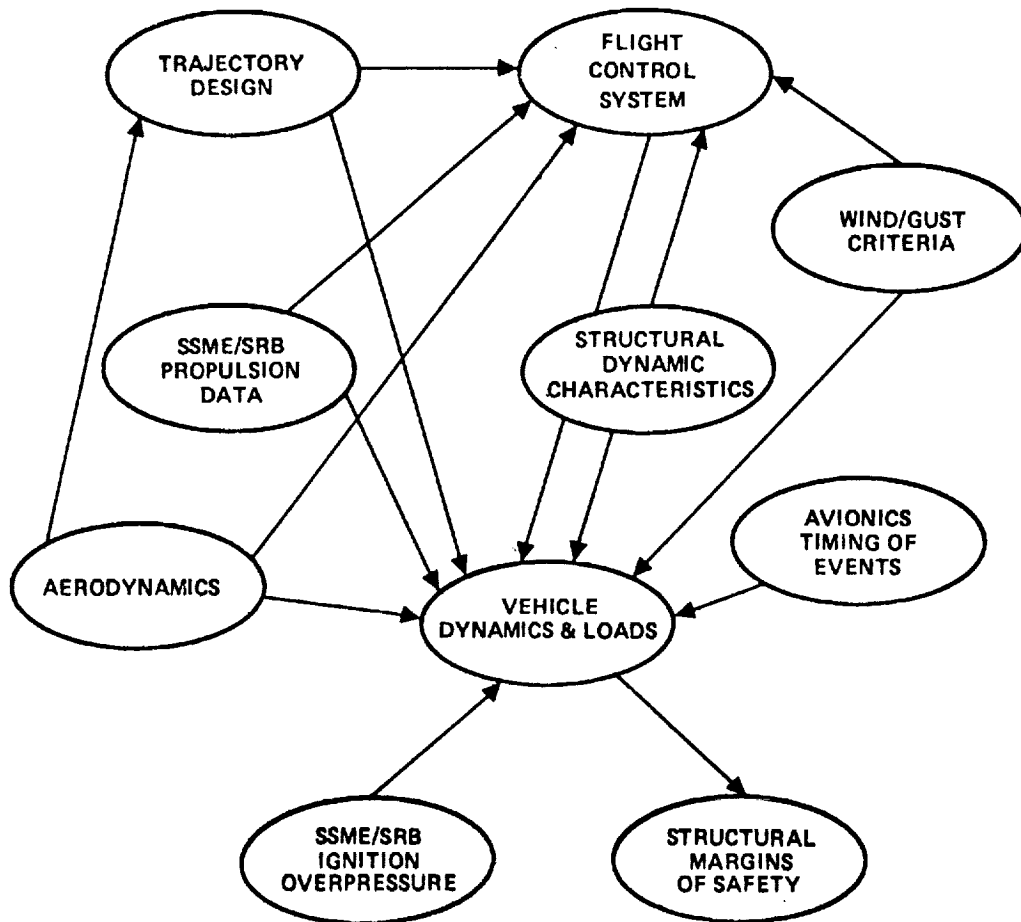 TRAJECTORY
DESIGN
FLIGHT
CONTROL
SYSTEM
WIND/GUST
CRITERIA
SSME/SRB
PROPULSION
DATA
STRUCTURAL
DYNAMIC
CHARACTERISTICS
AVIONICS
TIMING OF
EVENTS
AERODYNAMICS
VEHICLE
DYNAMICS & LOADS
SSME/SRB
IGNITION
OVERPRESSURE
STRUCTURAL
MARGINS
OF SAFETY